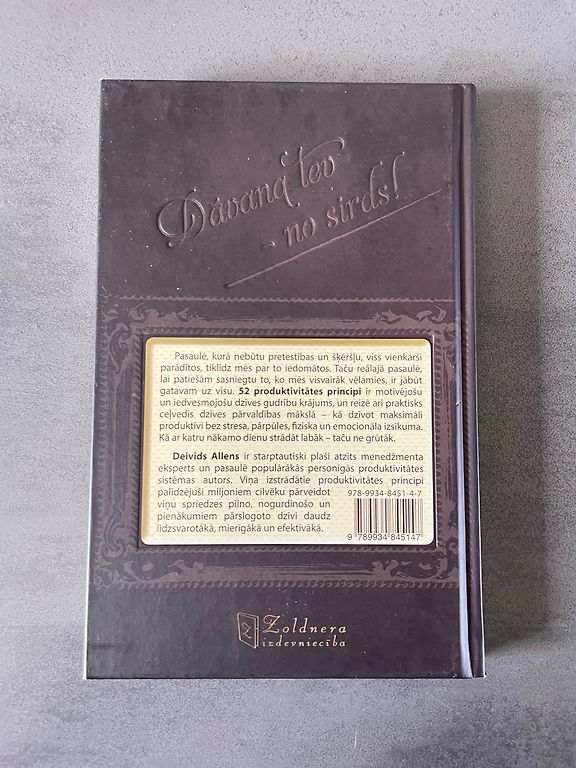 Dāvana tev
- no sirds!
Pasaulē, kurā nebūtu pretestības un šķēršļu, viss vienkārši
parādītos, tiklīdz mēs par to iedomātos. Taču reālajā pasaulē,
lai patiešām sasniegtu to, ko mēs visvairāk vēlamies, ir jābūt
gatavam uz visu. 52 produktivitātes principi ir motivējošu
un iedvesmojošu dzīves gudrību krājums, un reizē arī praktisks
ceļvedis dzīves pārvaldības mākslā – kā dzīvot maksimāli
produktīvi bez stresa, pārpūles, fiziska un emocionāla izsīkuma.
Kā ar katru nākamo dienu strādāt labāk – taču ne grūtāk.
Deivids Allens ir starptautiski plaši atzīts menedžmenta
eksperts un pasaulē populārākās personīgās produktivitātes
sistēmas autors. Viņa izstrādātie produktivitātes principi
palīdzējuši miljoniem cilvēku pārveidot
viņu spriedzes pilno, nogurdinošo un
pienākumiem pārslogoto dzīvi daudz
līdzsvarotākā, mierīgākā un efektīvākā.
978-9934-8451-4-7
9 789934 845147
Z
Zoldnera
izdevniecība